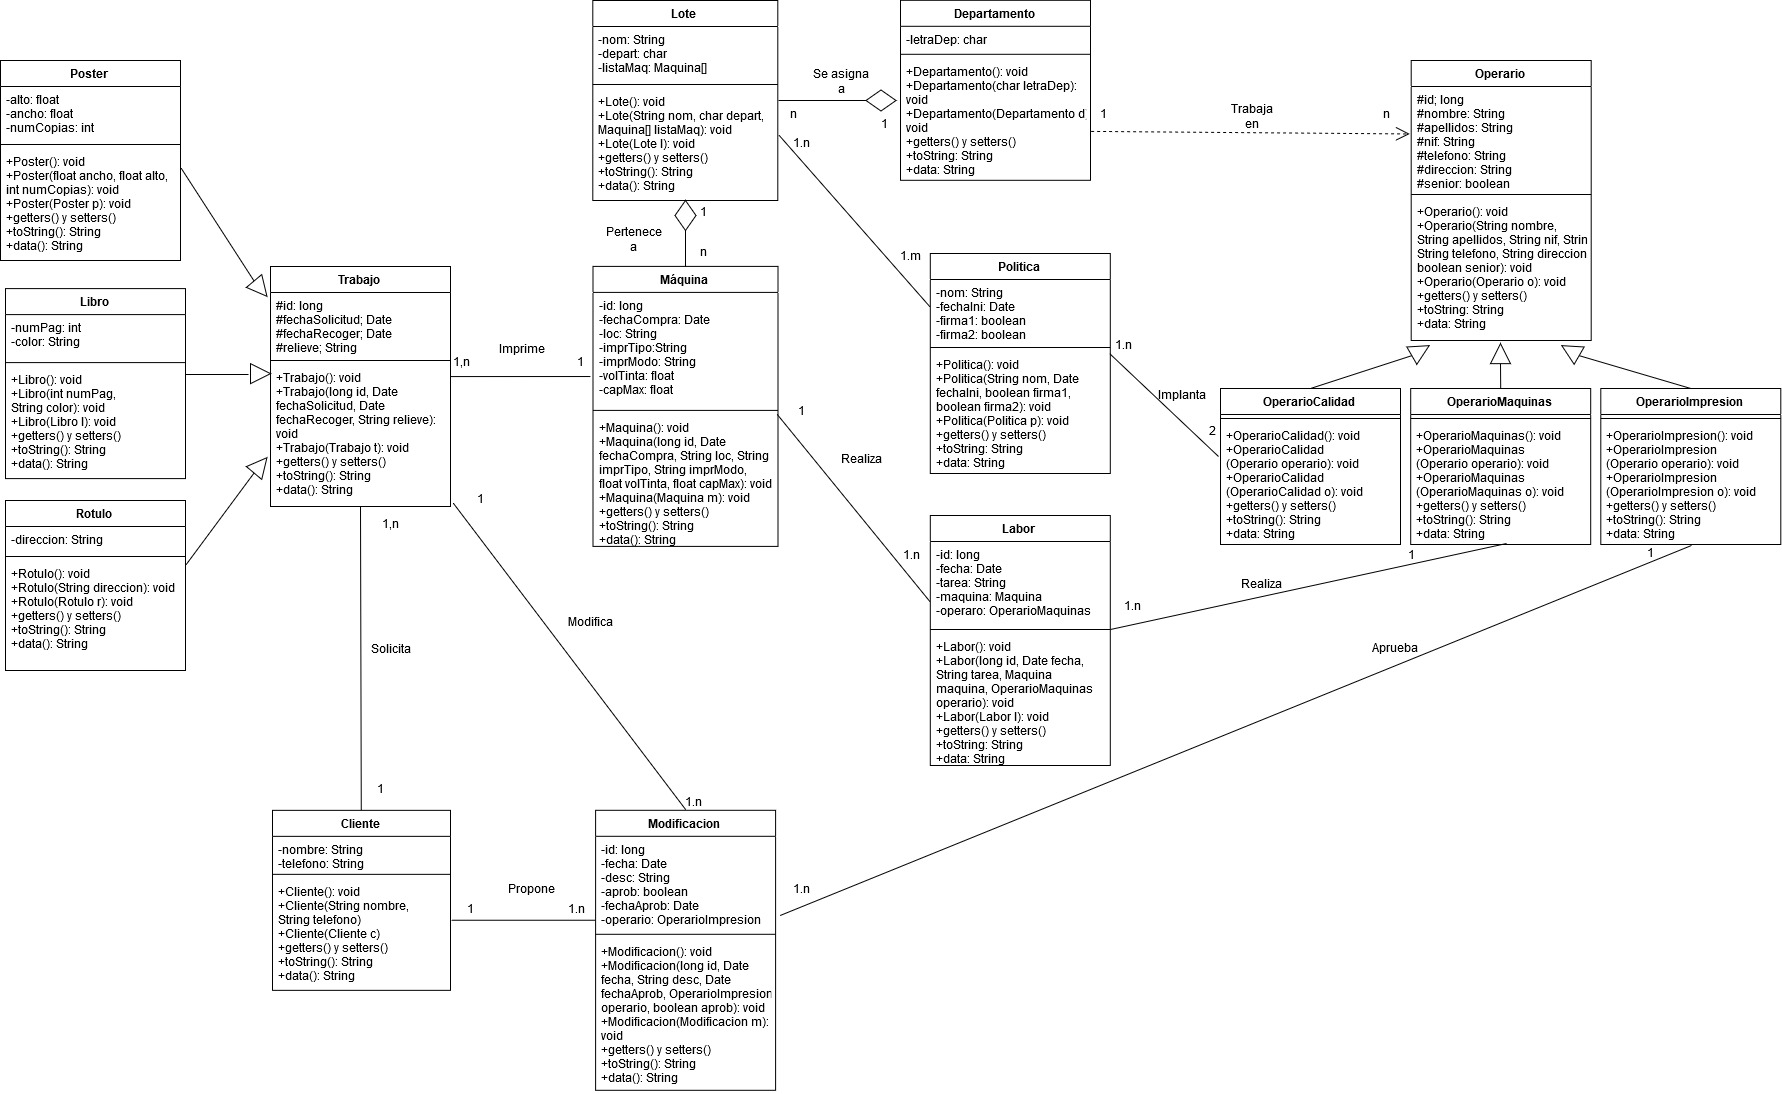 Poster
-alto: float
-ancho: float
-numCopias: int
+Poster(): void
+Poster(float ancho, float alto,
int numCopias): void
+Poster(Poster p): void
+getters() y setters()
+toString(): String
+data(): String
Libro
-numPag: int
-color: String
+Libro(): void
+Libro(int numPag,
String color): void
+Libro(Libro l): void
+getters() y setters()
+toString(): String
+data(): String
Rotulo
-direccion: String
+Rotulo(): void
+Rotulo(String direccion): void
+Rotulo(Rotulo r): void
+getters() y setters()
+toString(): String
+data(): String
Trabajo
#id: long
#fechaSolicitud; Date
#fechaRecoger; Date
#relieve; String
+Trabajo(): void
+Trabajo(long id, Date
fechaSolicitud, Date
fechaRecoger, String relieve):
void
+Trabajo(Trabajo t): void
+getters() y setters()
+toString(): String
+data(): String
1,n
Imprime
1
1,n
Solicita
1
1
Modifica
1.n
Cliente
-nombre: String
-telefono: String
+Cliente(): void
+Cliente(String nombre,
String telefono)
+Cliente(Cliente c)
+getters() y setters()
+toString(): String
+data(): String
1
Propone
1.n
Modificacion
-id: long
-fecha: Date
-desc: String
-aprob: boolean
-fechaAprob: Date
-operario: OperarioImpresion
+Modificacion(): void
+Modificacion(long id, Date
fecha, String desc, Date
fechaAprob, OperarioImpresion
operario, boolean aprob): void
+Modificacion(Modificacion m):
void
+getters() y setters()
+toString(): String
+data(): String
1.n
Aprueba
1
Lote
-nom: String
-depart: char
-listaMaq: Maquina[]
+Lote(): void
+Lote(String nom, char depart,
Maquina[] listaMaq): void
+Lote(Lote l): void
+getters() y setters()
+toString(): String
+data(): String
1
Pertenece
a
n
Máquina
-id: long
-fechaCompra: Date
-loc: String
-imprTipo:String
-imprModo: String
-volTinta: float
-capMax: float
+Maquina(): void
+Maquina(long id, Date
fechaCompra, String loc, String
imprTipo, String imprModo,
float volTinta, float capMax): void
+Maquina(Maquina m): void
+getters() y setters()
+toString(): String
+data(): String
Se asigna
a
n
1
1.n
1.m
1
Realiza
1.n
Departamento
-letraDep: char
+Departamento(): void
+Departamento(char letraDep):
void
+Departamento(Departamento d
void
+getters() y setters()
+toString: String
+data: String
1
Trabaja
en
n
Politica
-nom: String
-fechaIni: Date
-firma1: boolean
-firma2: boolean
+Politica(): void
+Politica(String nom, Date
fechaIni, boolean firma1,
boolean firma2): void
+Politica(Politica p): void
+getters() y setters()
+toString: String
+data: String
1.n
Implanta
2
Labor
-id: long
-fecha: Date
-tarea: String
-maquina: Maquina
-operaro: OperarioMaquinas
+Labor(): void
+Labor(long id, Date fecha,
String tarea, Maquina
maquina, OperarioMaquinas
operario): void
+Labor(Labor l): void
+getters() y setters()
+toString: String
+data: String
1.n
Realiza
1
Operario
#id; long
#nombre: String
#apellidos: String
#nif: String
#telefono: String
#direccion: String
#senior: boolean
+Operario(): void
+Operario(String nombre,
String apellidos, String nif, Strin
String telefono, String direccion
boolean senior): void
+Operario(Operario o): void
+getters() y setters()
+toString: String
+data: String
OperarioCalidad
+OperarioCalidad(): void
+OperarioCalidad
(Operario operario): void
+OperarioCalidad
(OperarioCalidad o): void
+getters() y setters()
+toString(): String
+data: String
OperarioMaquinas
+OperarioMaquinas(): void
+OperarioMaquinas
(Operario operario): void
+OperarioMaquinas
(OperarioMaquinas o): void
+getters() y setters()
+toString(): String
+data: String
OperarioImpresion
+OperarioImpresion(): void
+OperarioImpresion
(Operario operario): void
+OperarioImpresion
(OperarioImpresion o): void
+getters() y setters()
+toString(): String
+data: String